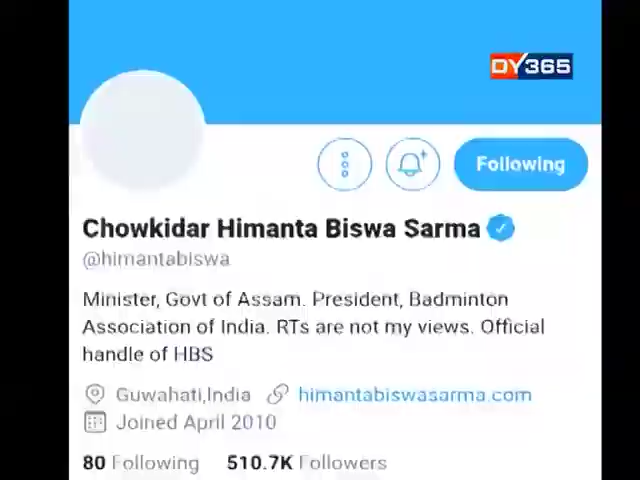 DY365
Following
Chowkidar Himanta Biswa Sarma
@himantabiswa
Minister, Govt of Assam. President, Badminton
Association of India. RTs are not my views. Official
handle of HBS
Guwahati,India himantabiswasarma.com
Joined April 2010
80 Following 510.7K Followers